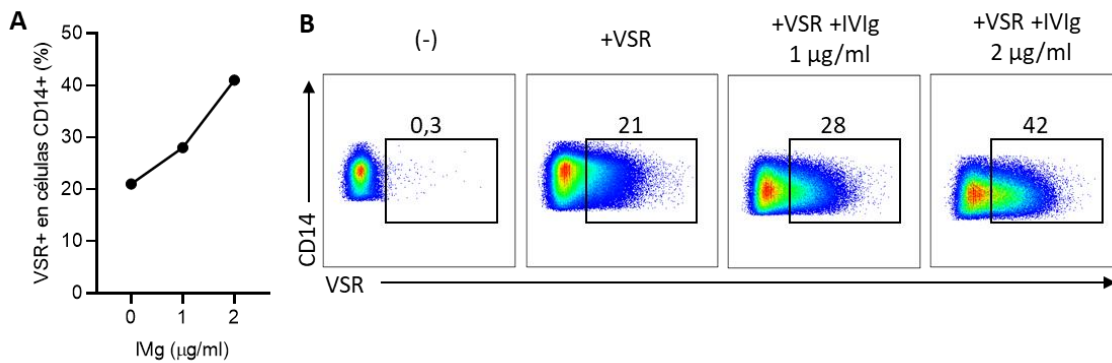 A
VSR+ en células CD14+ (%)
50
40
30
20
10
0
0 1 2
IMg (µg/ml)
B
(-)
+VSR
+VSR +IVIg
1 µg/ml
+VSR +IVIg
2 µg/ml
0,3
21
28
42
CD14
VSR